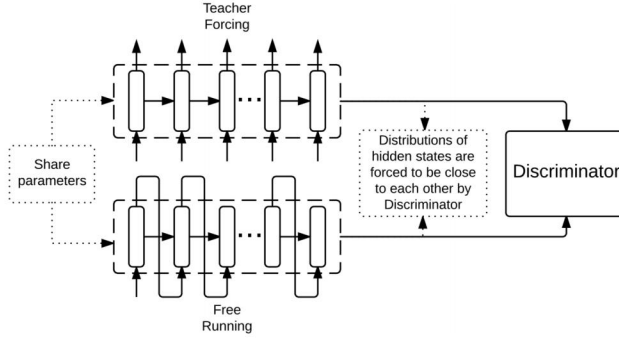 Teacher
Forcing
Share
parameters
Distributions of
hidden states are
forced to be close
to each other by
Discriminator
Discriminator
Free
Running